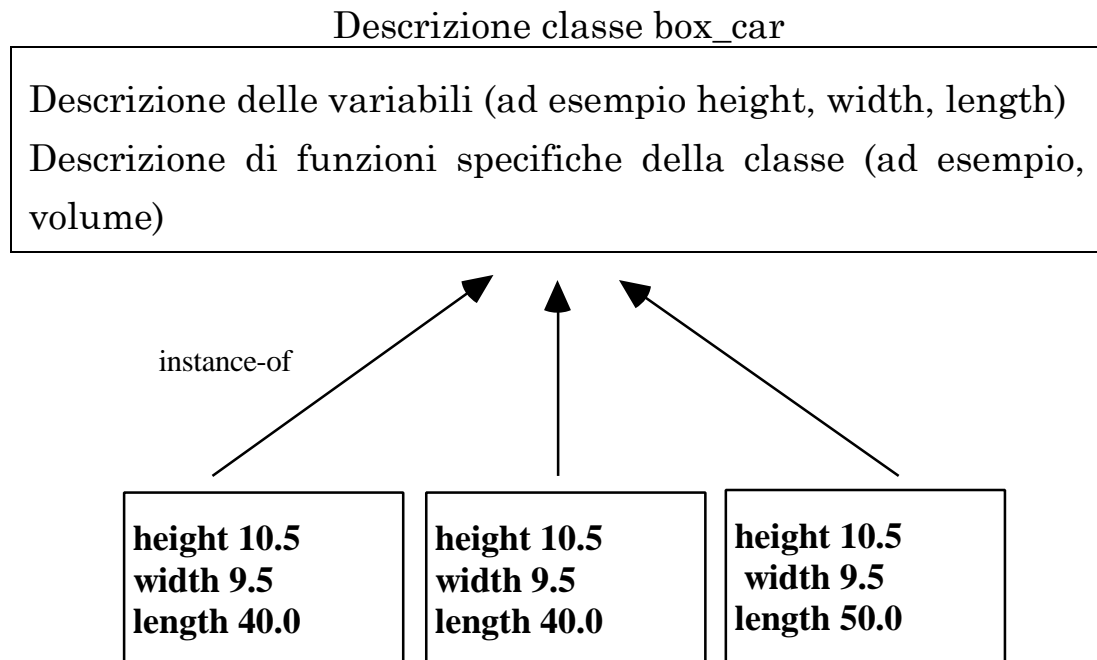 Descrizione classe box_car
Descrizione delle variabili (ad esempio height, width, length)
Descrizione di funzioni specifiche della classe (ad esempio,
volume)
instance-of
height 10.5
width 9.5
length 40.0
height 10.5
width 9.5
length 40.0
height 10.5
width 9.5
length 50.0